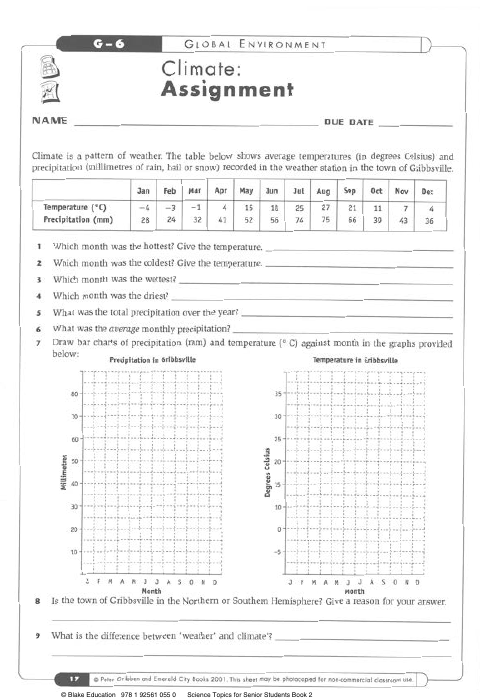 G – 6 GLOBAL ENVIRONMENT
Climate:
Assignment
NAME DUE DATE
Climate is a pattern of weather. The table below shows average temperatures (in degrees Celsius) and
precipitation (millimetres of rain, hail or snow) recorded in the weather station in the town of Gibbsville.
Jan Feb Mar Apr May Jun Jul Aug Sep Oct Nov Dec
Temperature (°C) -4 -3 -1 4 15 18 25 27 21 11 7 4
Precipitation (mm) 28 24 32 41 52 56 74 75 66 39 43 36
1 Which month was the hottest? Give the temperature.
2 Which month was the coldest? Give the temperature.
3 Which month was the wettest?
4 Which month was the driest?
5 What was the total precipitation over the year?
6 What was the average monthly precipitation?
7 Draw bar charts of precipitation (mm) and temperature (° C) against month in the graphs provided
below:
Precipitation in Gribbsville Temperature in Gribbsville
Millimetres
80
70
60
50
40
30
20
10
J F M A M J J A S O N D
Month
Degrees Celsius
35
30
25
20
15
10
0
-5
J F M A M J J A S O N D
Month
8 Is the town of Gribbsville in the Northern or Southern Hemisphere? Give a reason for your answer.
9 What is the difference between 'weather' and climate'?
17 © Peter and Emerald City Books 2001. This sheet may be photocopied for non-commercial classroom use.
© Blake Education 978 1 92561 055 0 Science Topics for Senior Students Book 2